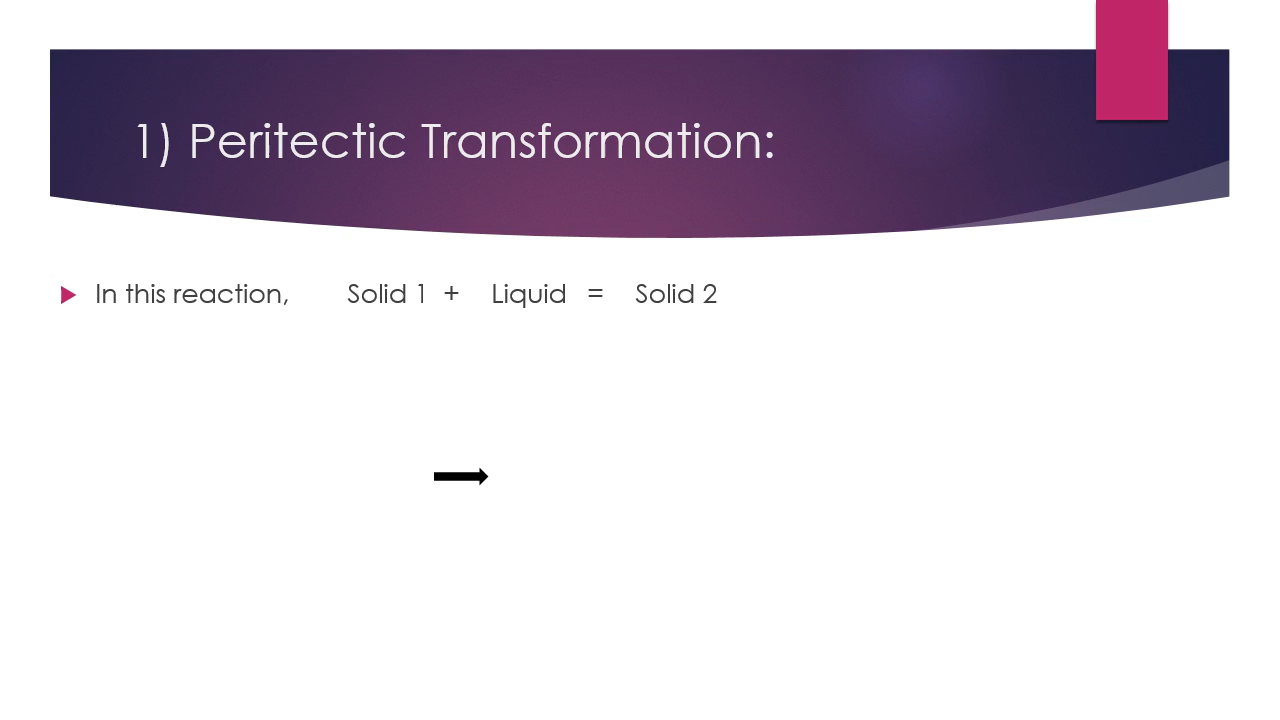 1) Peritectic Transformation:
In this reaction, Solid 1 + Liquid = Solid 2